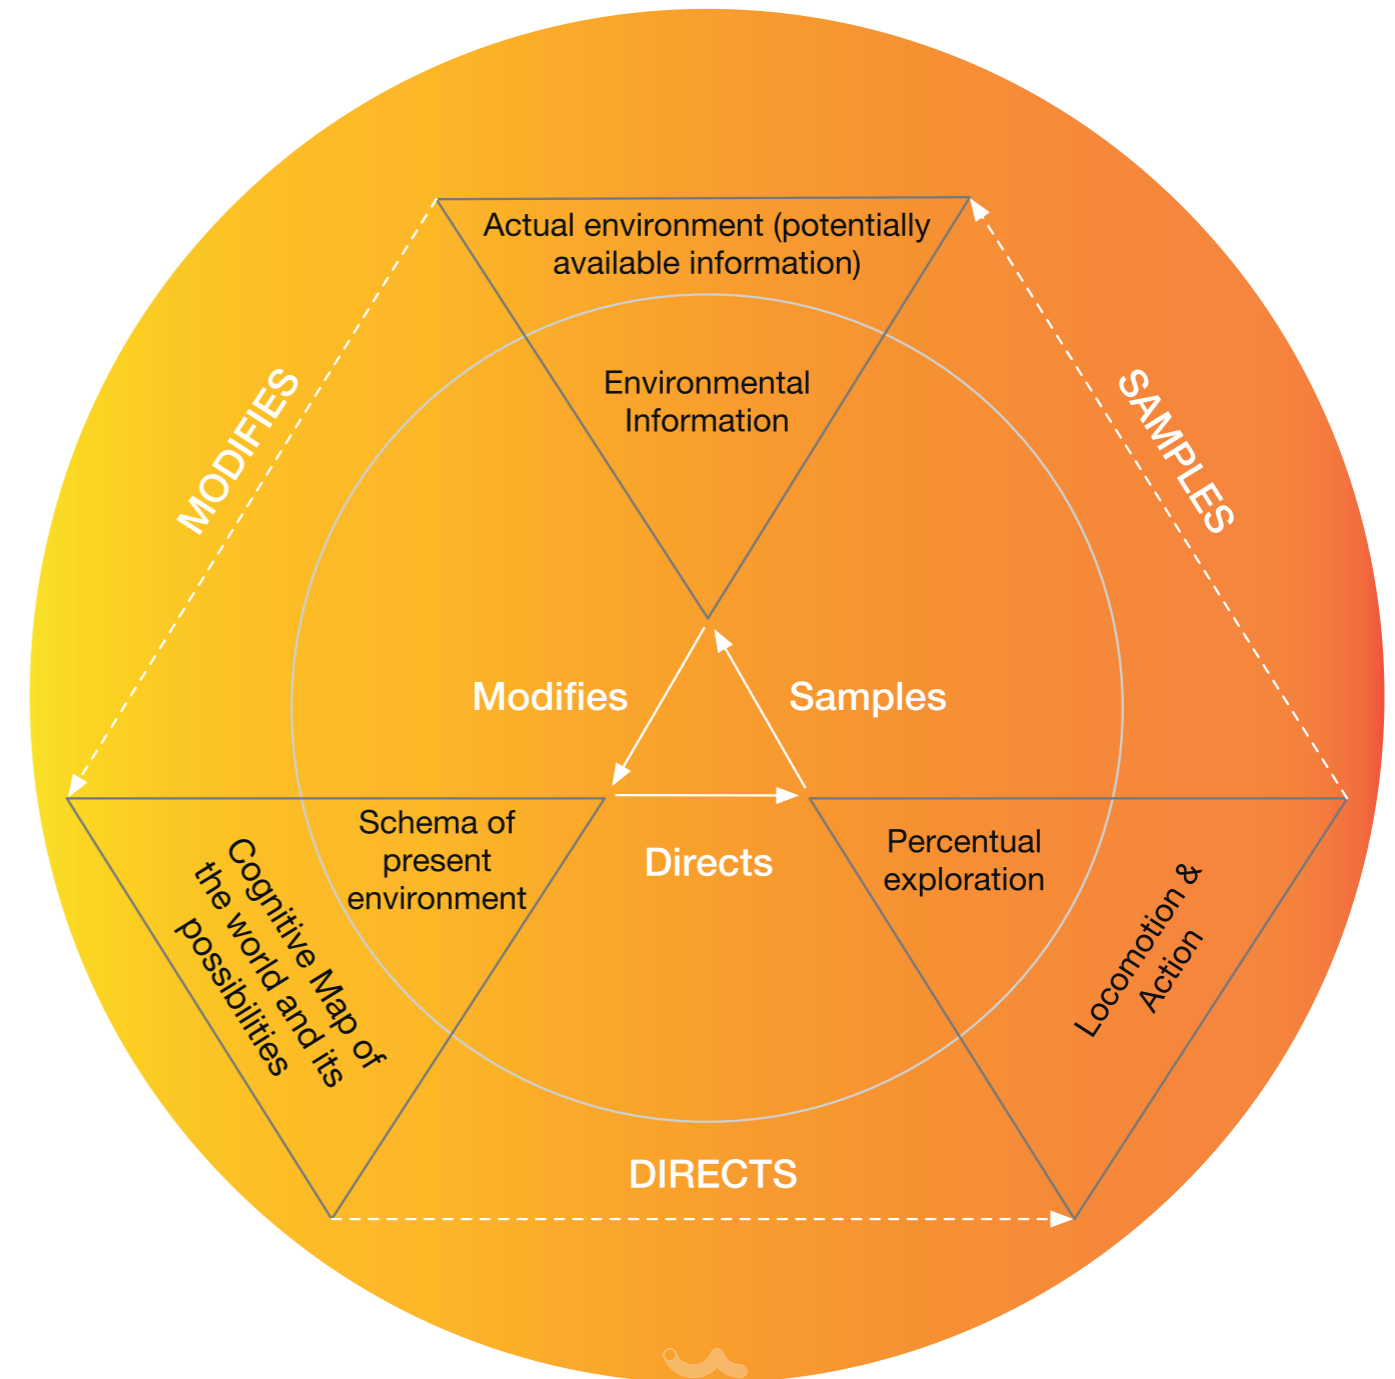 Actual environment (potentially
available information)
Environmental
Information
MODIFIES
SAMPLES
Modifies
Samples
Directs
Schema of
present
environment
Percentual
exploration
Cognitive Map of
the world and its
possibilities
Locomotion &
Action
DIRECTS